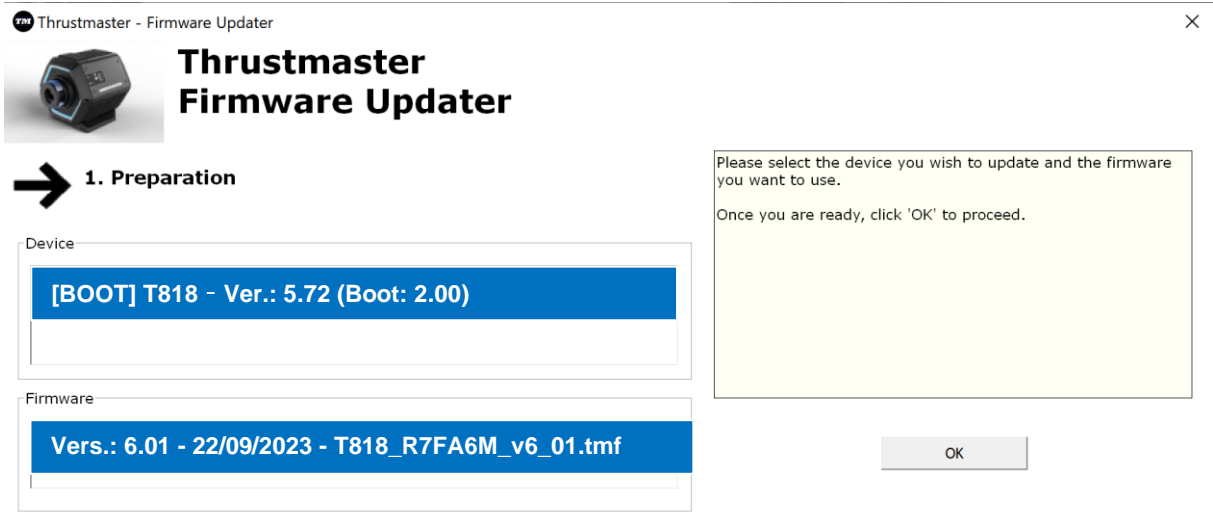 Thrustmaster - Firmware Updater
Thrustmaster
Firmware Updater
1. Preparation
Please select the device you wish to update and the firmware
you want to use.
Once you are ready, click 'OK' to proceed.
Device
[BOOT] T818 - Ver.: 5.72 (Boot: 2.00)
Firmware
Vers.: 6.01 - 22/09/2023 - T818_R7FA6M_v6_01.tmf
OK